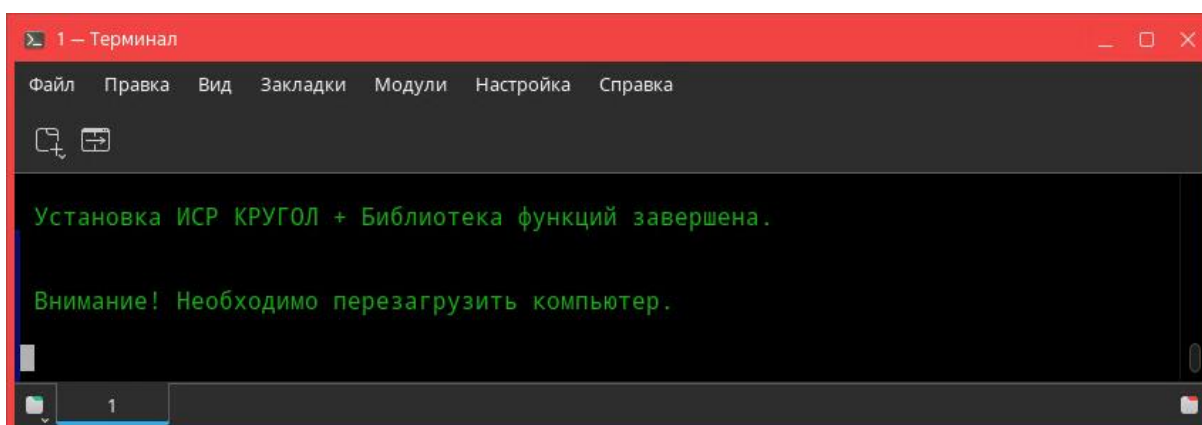 1 — Терминал
Файл Правка Вид Закладки Модули Настройка Справка
Установка ИСР КРУГОЛ + Библиотека функций завершена.
Внимание! Необходимо перезагрузить компьютер.
1